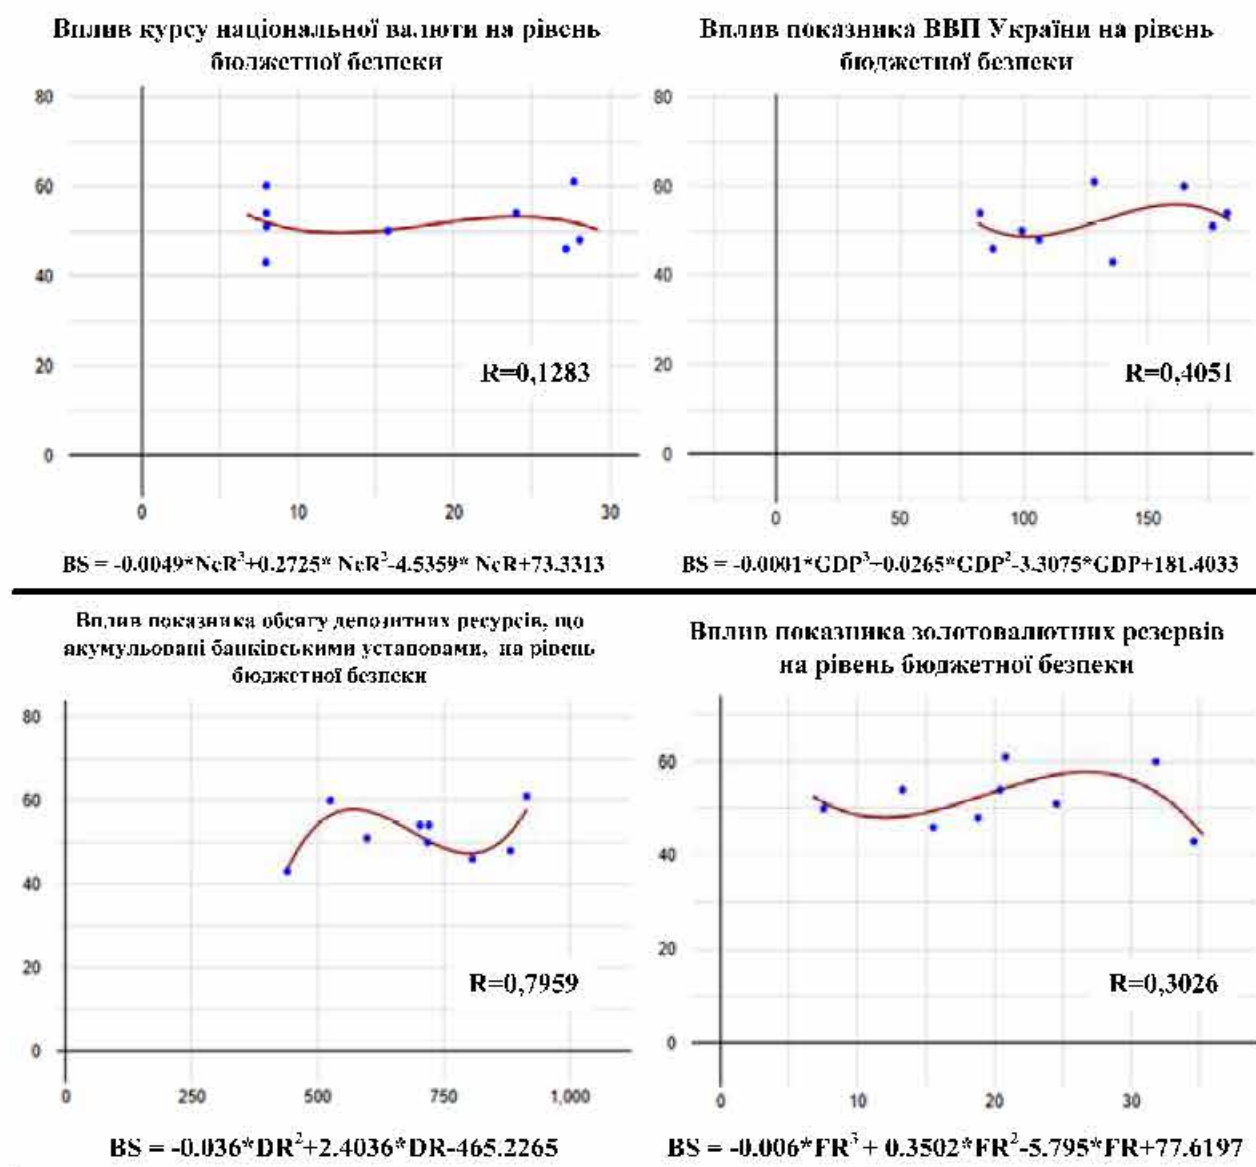 Вплив курсу національної валюти на рівень
бюджетної безпеки
80
60
40
20
0
R=0,1283
0 10 20 30
BS = -0.0049*NcR³+0.2725* NcR²-4.5359* NcR+73.3313
Вплив показника ВВП України на рівень
бюджетної безпеки
80
60
40
20
0
R=0,4051
0 50 100 150
BS = -0.0001*GDP³+0.0265*GDP²-3.3075*GDP+181.4033
Вплив показника обсягу депозитних ресурсів, що
акумульовані банківськими установами, на рівень
бюджетної безпеки
80
60
40
20
0
R=0,7959
0 500 750 1,000
BS = -0.036*DR²+2.4036*DR-465.2265
Вплив показника золотовалютних резервів
на рівень бюджетної безпеки
60
40
20
0
R=0,3026
0 10 20 30
BS = -0.006*FR³ + 0.3502*FR²-5.795*FR+77.6197